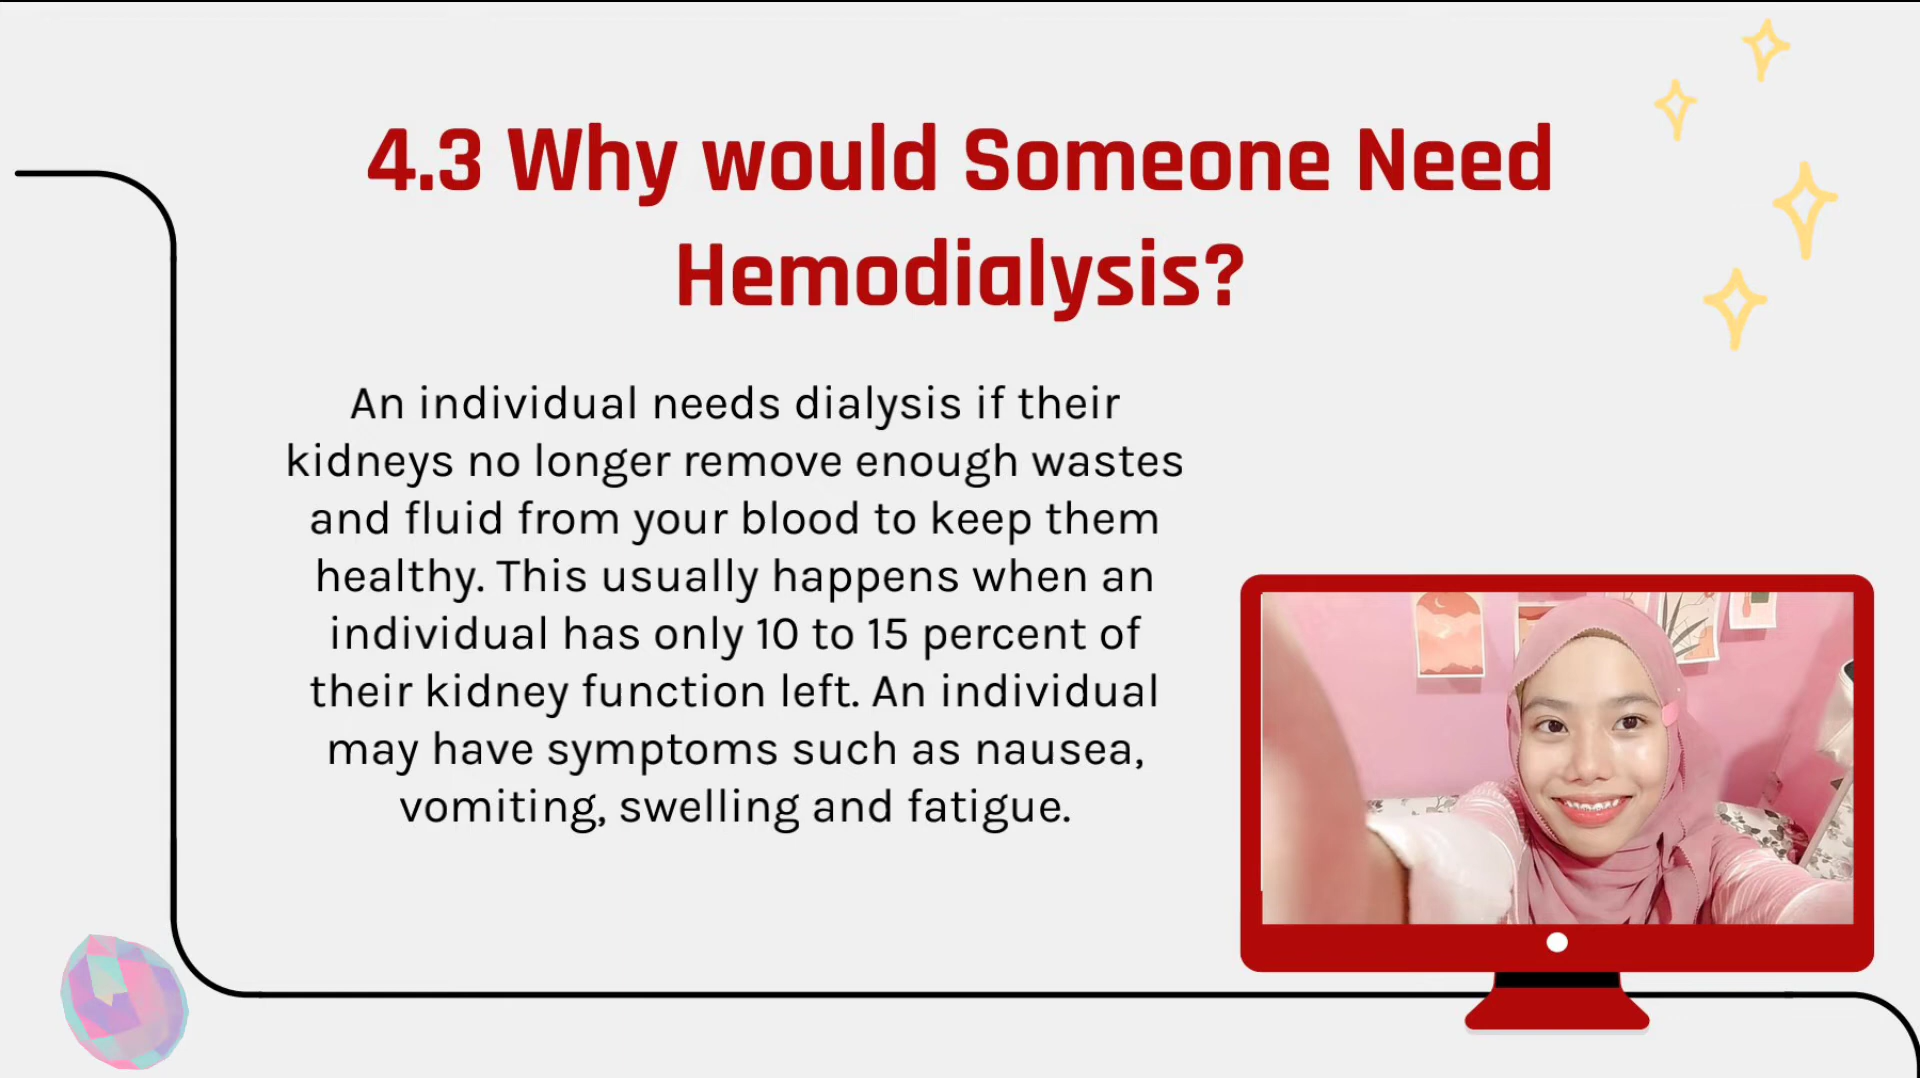 4.3 Why would Someone Need
Hemodialysis?
An individual needs dialysis if their
kidneys no longer remove enough wastes
and fluid from your blood to keep them
healthy. This usually happens when an
individual has only 10 to 15 percent of
their kidney function left. An individual
may have symptoms such as nausea,
vomiting, swelling and fatigue.